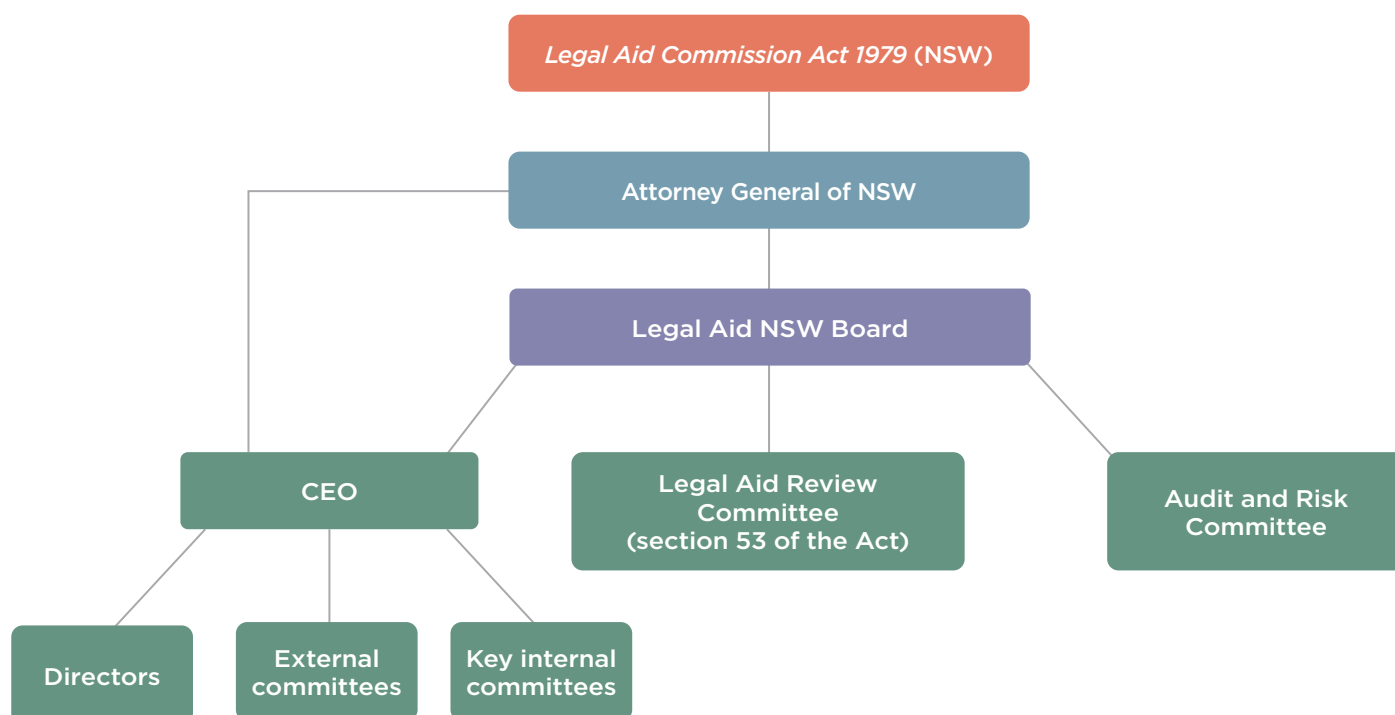 Legal Aid Commission Act 1979 (NSW)
Attorney General of NSW
Legal Aid NSW Board
CEO
Legal Aid Review
Committee
(section 53 of the Act)
Audit and Risk
Committee
Directors
External
committees
Key internal
committees